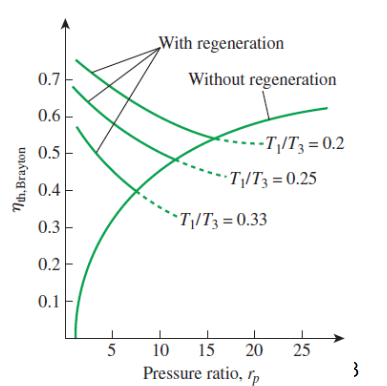 With regeneration
Without regeneration
0.7
0.6
0.5
0.4
0.3
0.2
0.1
η_th,Brayton
T₁/T₃ = 0.2
T₁/T₃ = 0.25
T₁/T₃ = 0.33
5 10 15 20 25
Pressure ratio, r_p